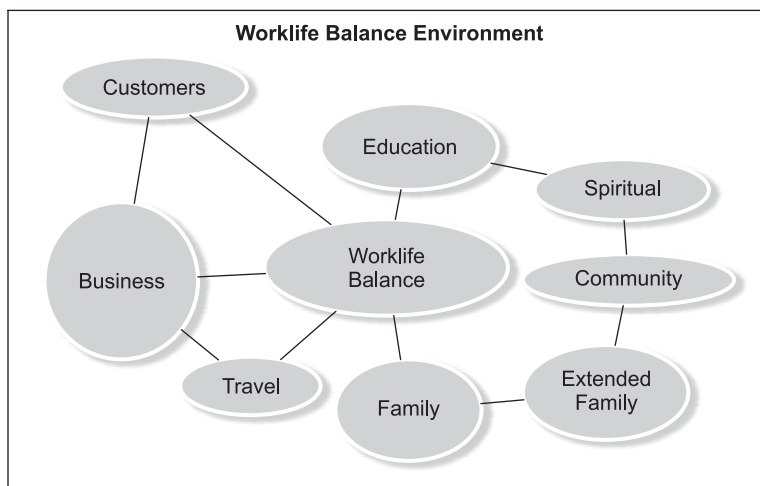 Worklife Balance Environment
Customers
Education
Spiritual
Worklife
Balance
Business
Community
Travel
Family
Extended
Family